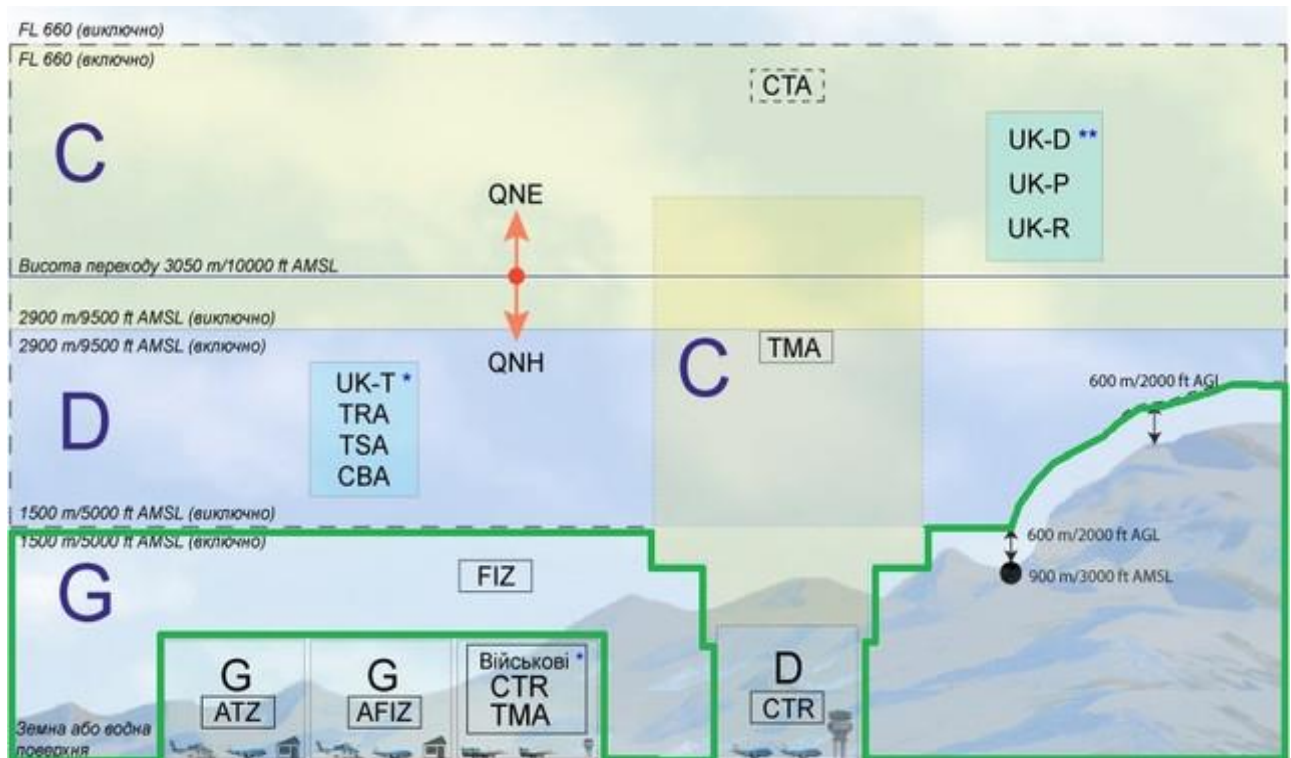 FL 660 (виключно)
FL 660 (включно)
CTA
C
UK-D **
UK-P
UK-R
QNE
Висота переходу 3050 m/10000 ft AMSL
2900 m/9500 ft AMSL (виключно)
2900 m/9500 ft AMSL (включно)
QNH
C
TMA
D
UK-T *
TRA
TSA
CBA
600 m/2000 ft AGL
1500 m/5000 ft AMSL (виключно)
1500 m/5000 ft AMSL (включно)
600 m/2000 ft AGL
900 m/3000 ft AMSL
G
FIZ
G
ATZ
G
AFIZ
Військові *
CTR
TMA
D
CTR
Земна або водна
поверхня